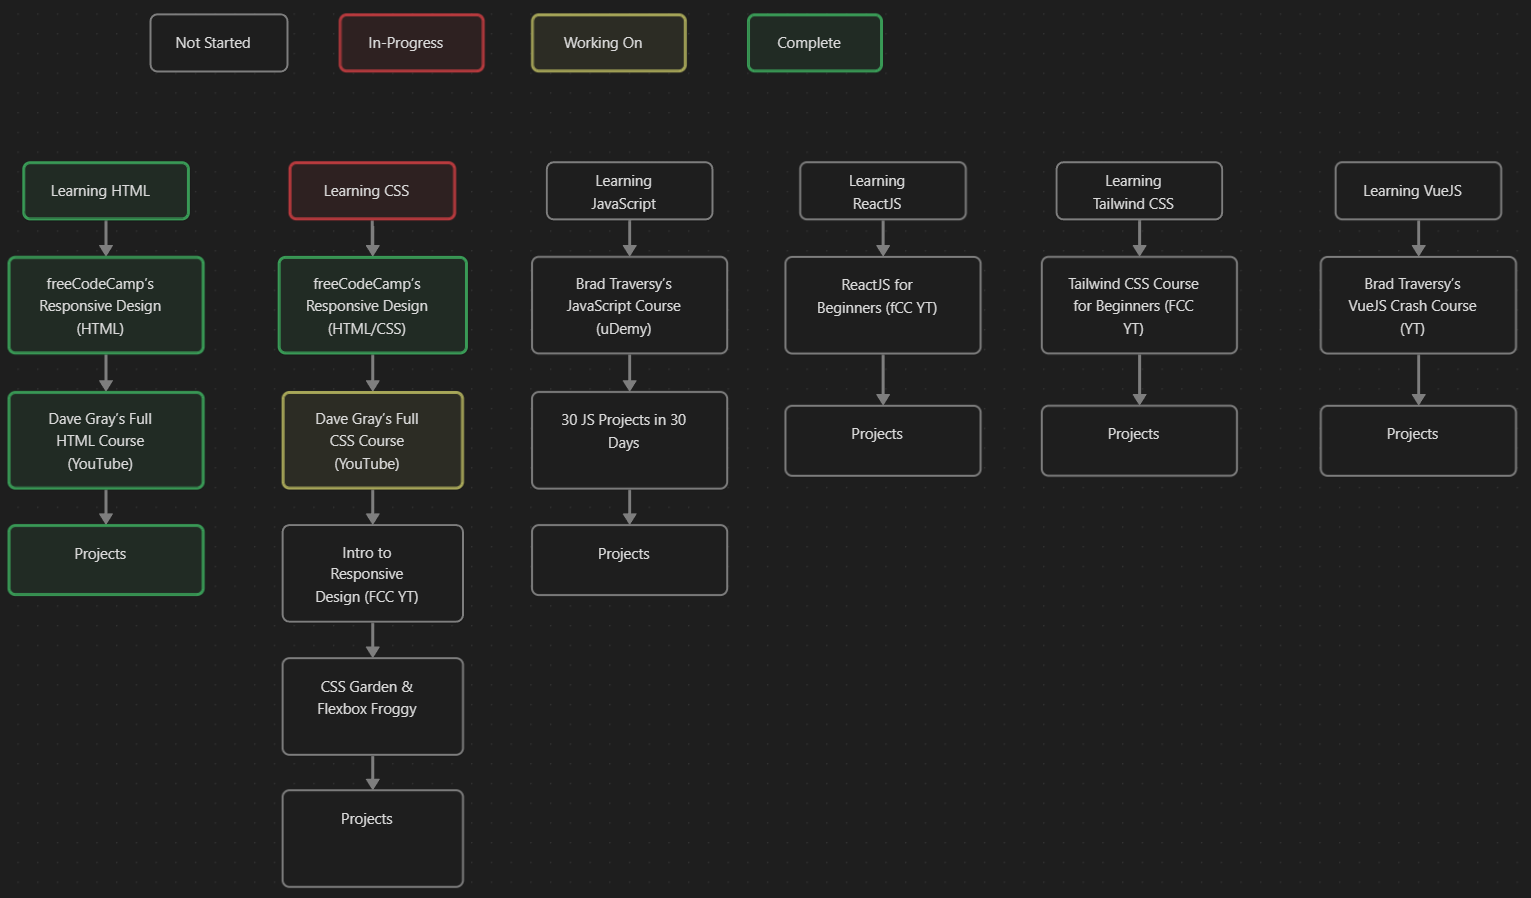 Not Started
In-Progress
Working On
Complete
Learning HTML
freeCodeCamp’s
Responsive Design
(HTML)
Dave Gray’s Full
HTML Course
(YouTube)
Projects
Learning CSS
freeCodeCamp’s
Responsive Design
(HTML/CSS)
Dave Gray’s Full
CSS Course
(YouTube)
Intro to
Responsive
Design (FCC YT)
CSS Garden &
Flexbox Froggy
Projects
Learning
JavaScript
Brad Traversy’s
JavaScript Course
(uDemy)
30 JS Projects in 30
Days
Projects
Learning
ReactJS
ReactJS for
Beginners (fCC YT)
Projects
Learning
Tailwind CSS
Tailwind CSS Course
for Beginners (FCC
YT)
Projects
Learning VueJS
Brad Traversy’s
VueJS Crash Course
(YT)
Projects